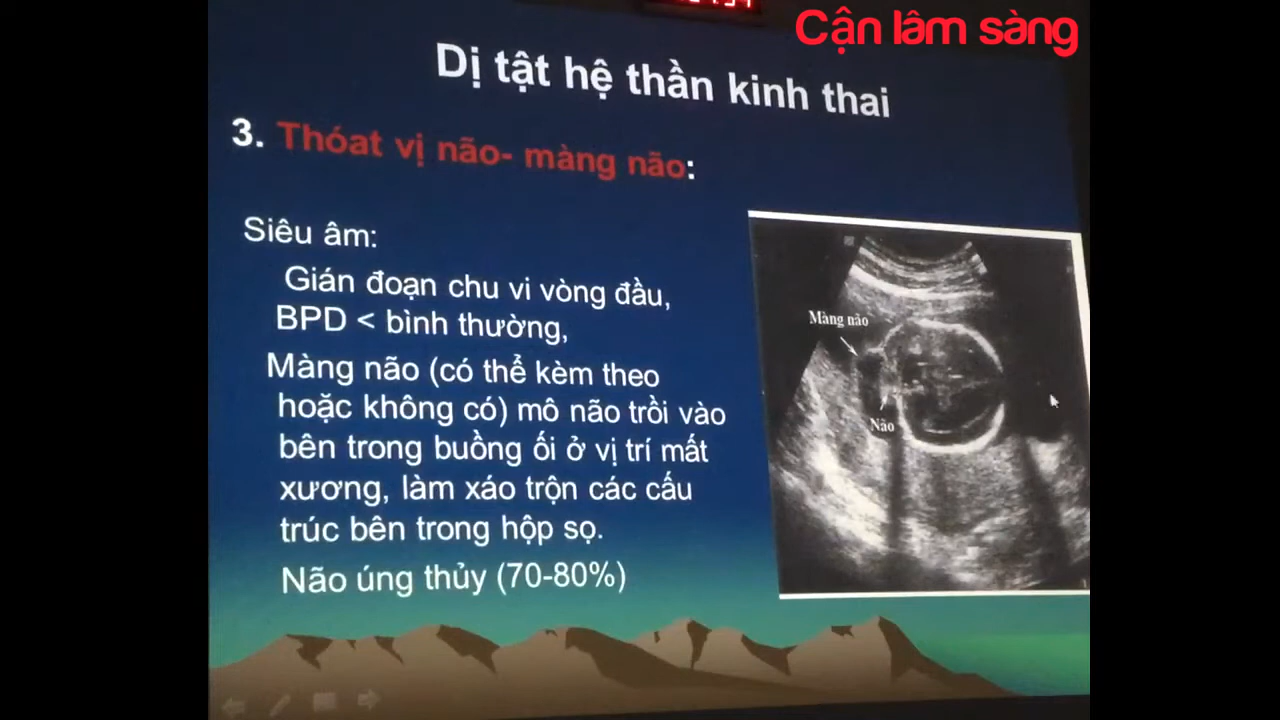 Cận lâm sàng
Dị tật hệ thần kinh thai
3. Thóat vị não- màng não:
Siêu âm:
Gián đoạn chu vi vòng đầu,
BPD < bình thường,
Màng não (có thể kèm theo
hoặc không có) mô não trồi vào
bên trong buồng ối ở vị trí mất
xương, làm xáo trộn các cấu
trúc bên trong hộp sọ.
Não úng thủy (70-80%)
Màng não
Não